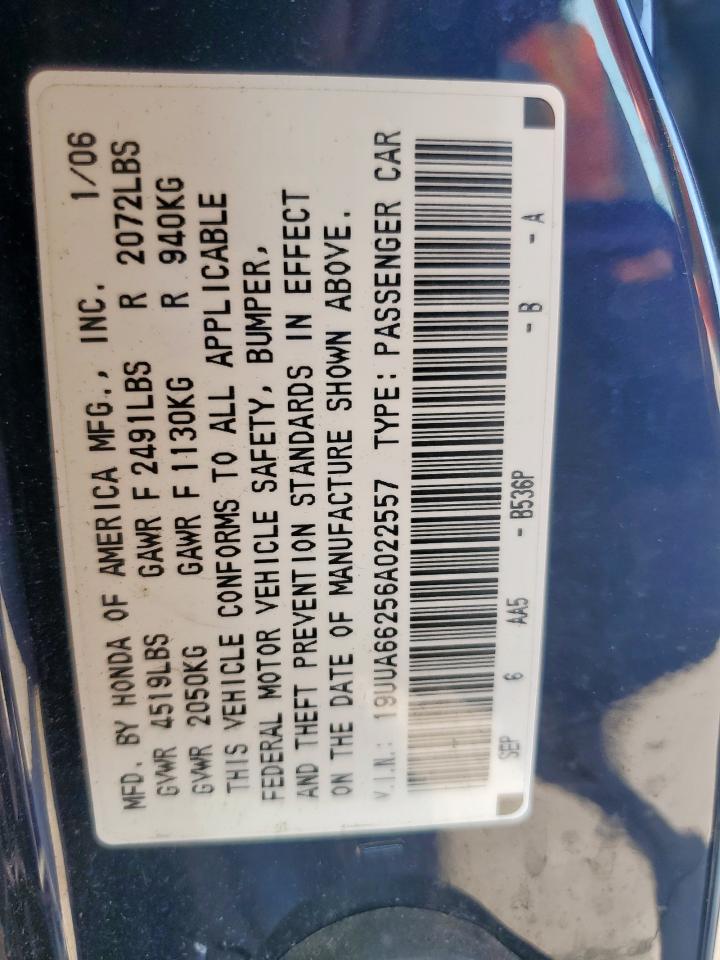 MFD. BY HONDA OF AMERICA MFG., INC. 1/06
GVWR 4519LBS GAWR F 2491LBS R 2072LBS
GVWR 2050KG GAWR F 1130KG R 940KG
THIS VEHICLE CONFORMS TO ALL APPLICABLE
FEDERAL MOTOR VEHICLE SAFETY, BUMPER,
AND THEFT PREVENTION STANDARDS IN EFFECT
ON THE DATE OF MANUFACTURE SHOWN ABOVE.
V.I.N.: 19UUA66256A022557 TYPE: PASSENGER CAR
SEP 6 AA5 - B536P - B - A